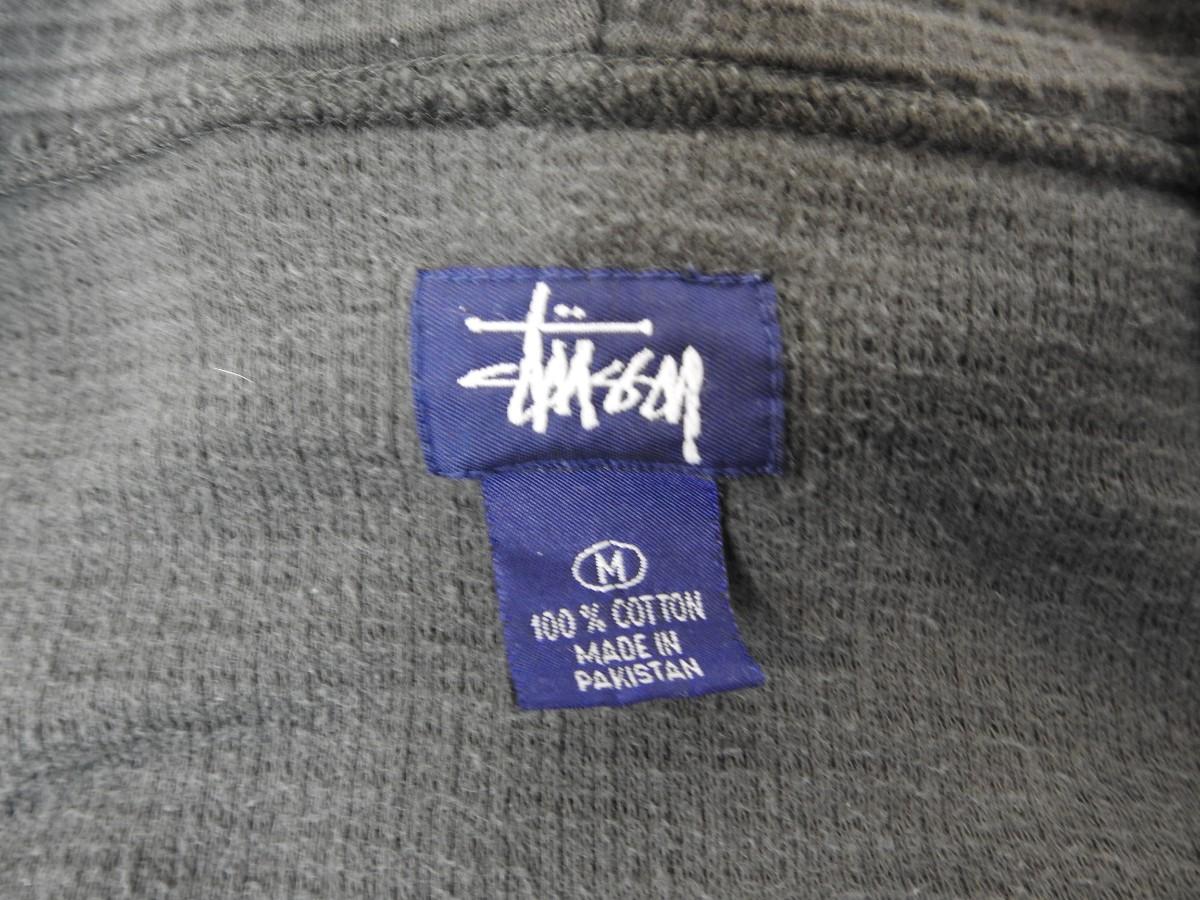 Stüssy
M
100 % COTTON
MADE IN
PAKISTAN